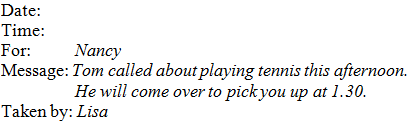 Date:
Time:
For: Nancy
Message: Tom called about playing tennis this afternoon.
He will come over to pick you up at 1.30.
Taken by: Lisa